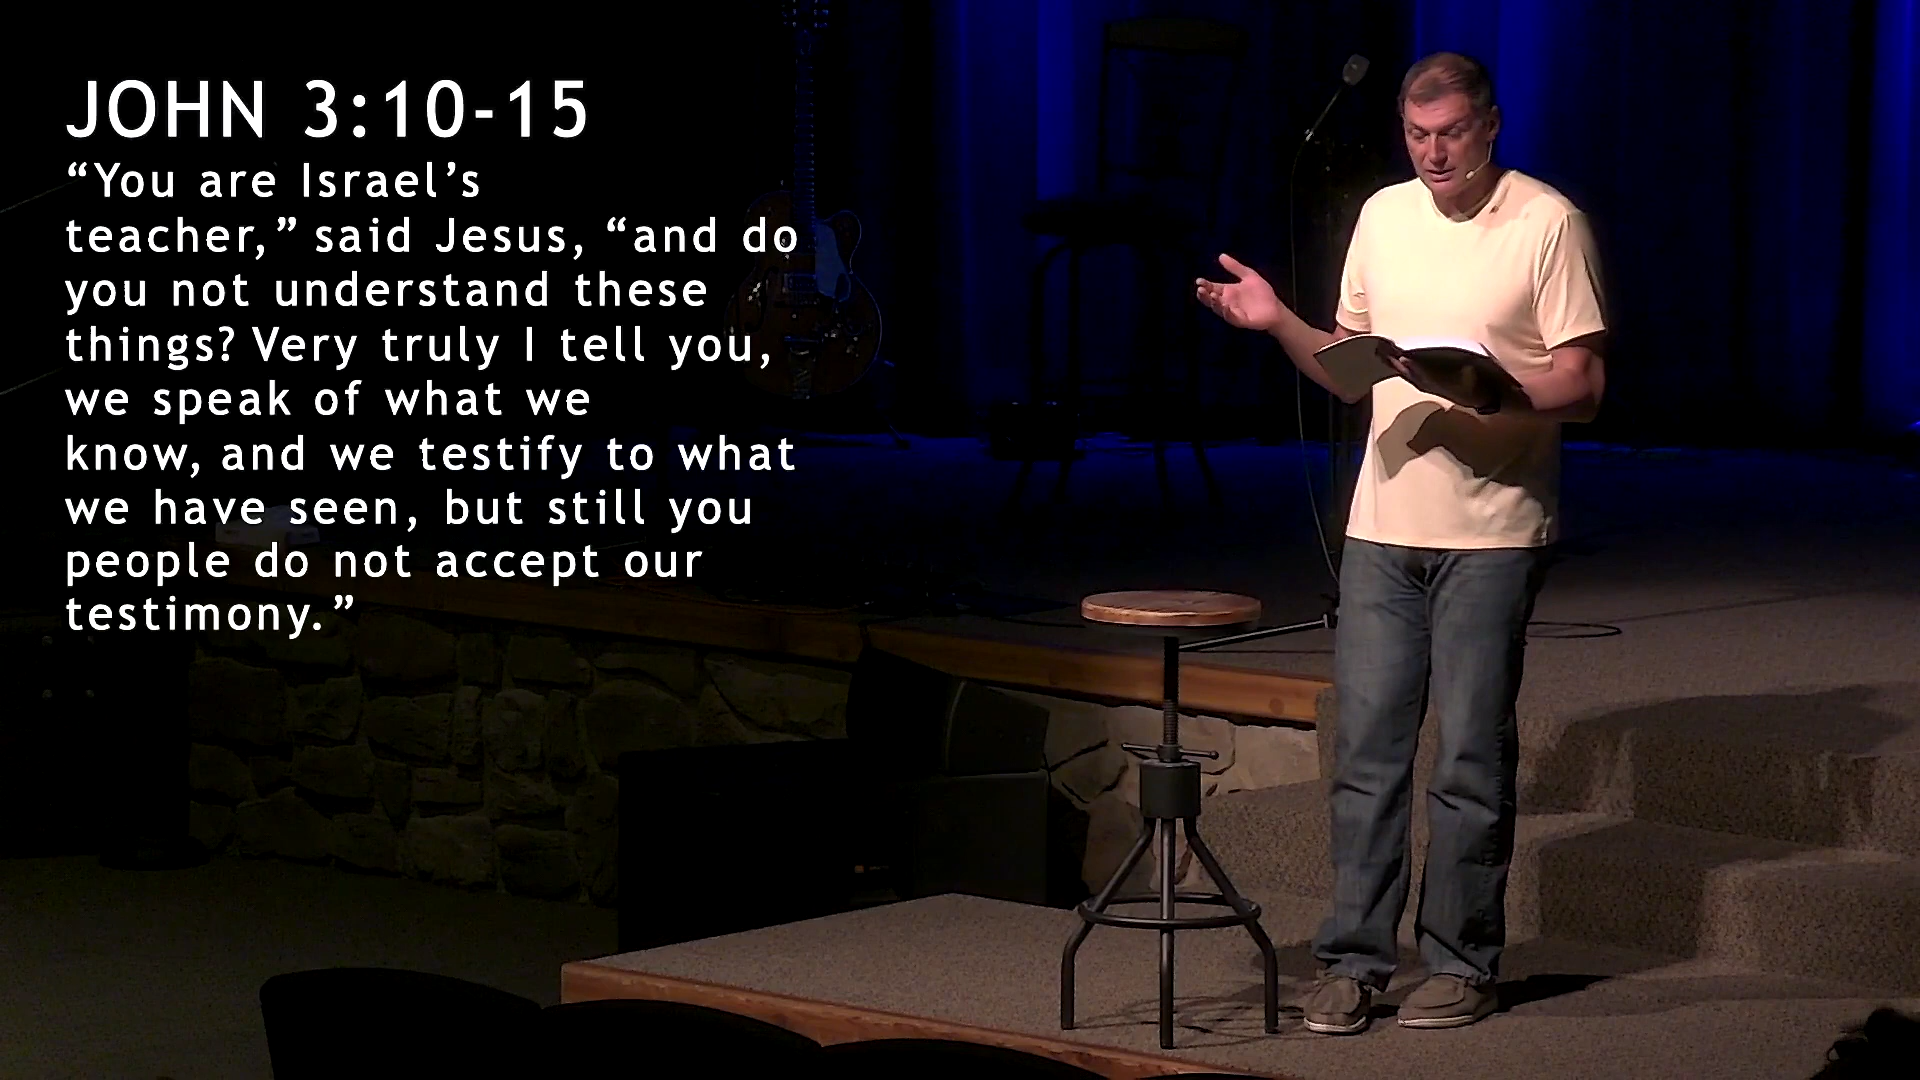 JOHN 3:10-15
“You are Israel’s
teacher,” said Jesus, “and do
you not understand these
things? Very truly I tell you,
we speak of what we
know, and we testify to what
we have seen, but still you
people do not accept our
testimony.”